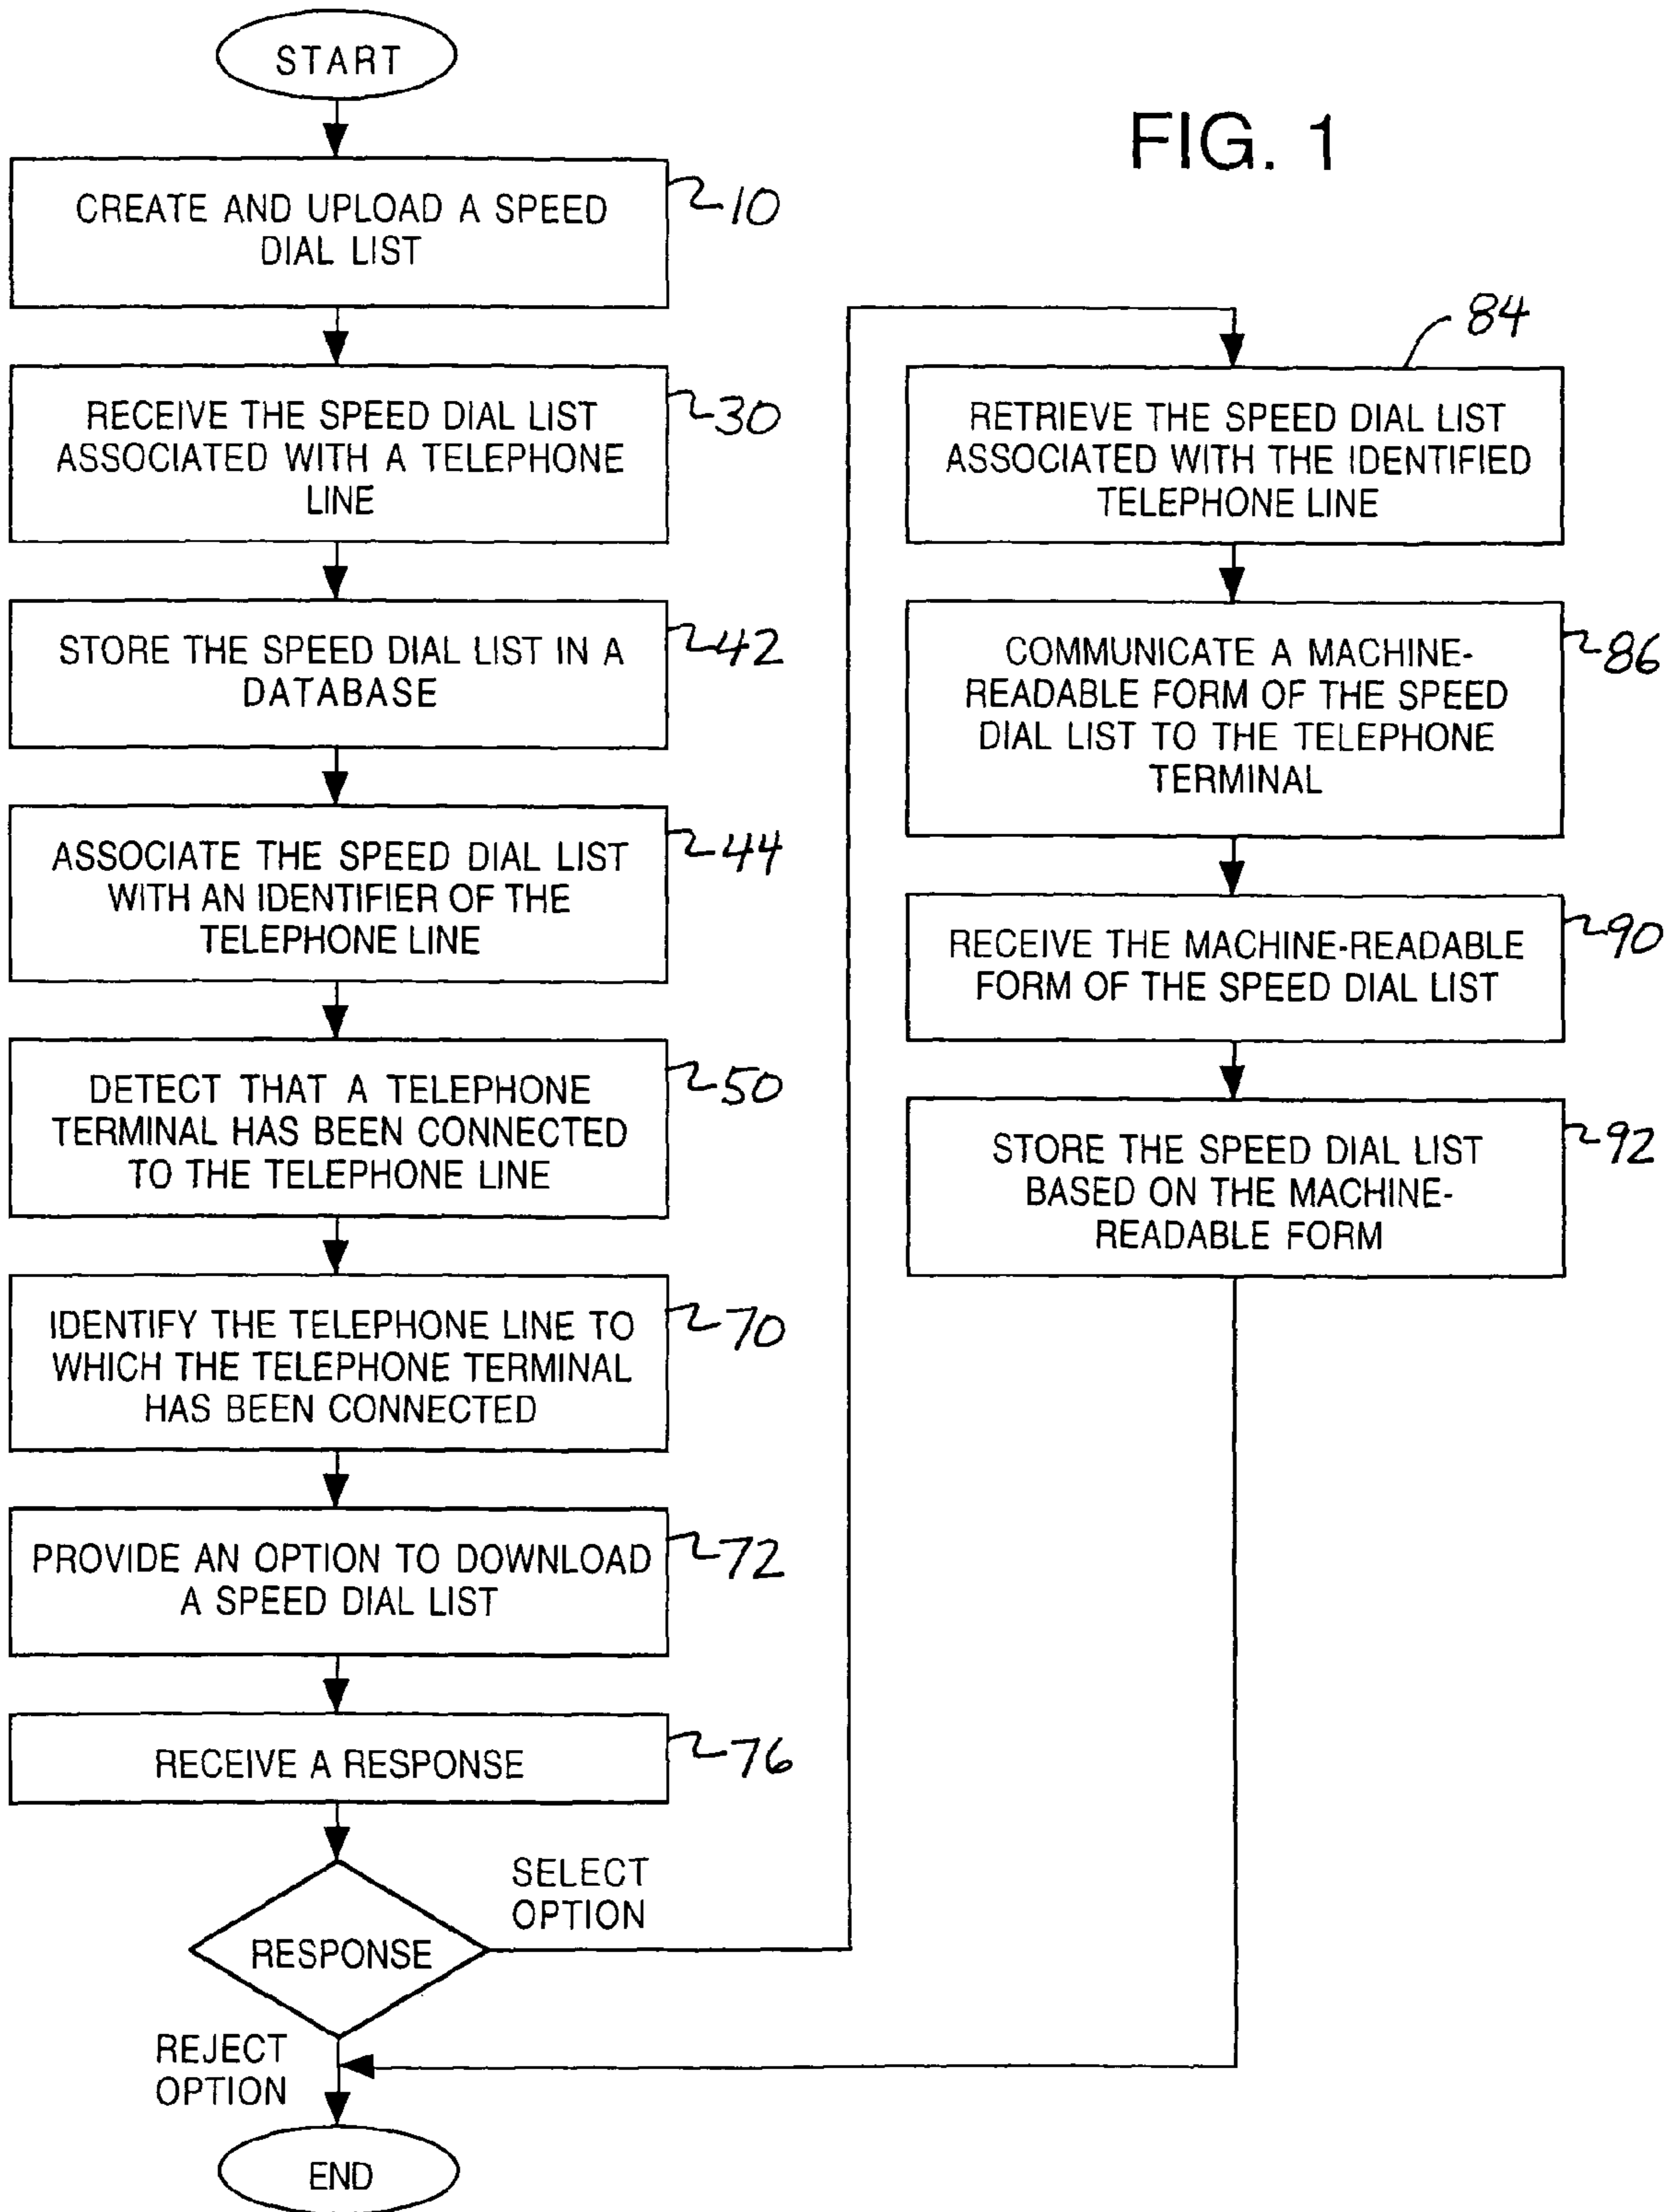 START
FIG. 1
CREATE AND UPLOAD A SPEED
DIAL LIST
10
RECEIVE THE SPEED DIAL LIST
ASSOCIATED WITH A TELEPHONE
LINE
30
STORE THE SPEED DIAL LIST IN A
DATABASE
42
ASSOCIATE THE SPEED DIAL LIST
WITH AN IDENTIFIER OF THE
TELEPHONE LINE
44
DETECT THAT A TELEPHONE
TERMINAL HAS BEEN CONNECTED
TO THE TELEPHONE LINE
50
IDENTIFY THE TELEPHONE LINE TO
WHICH THE TELEPHONE TERMINAL
HAS BEEN CONNECTED
70
PROVIDE AN OPTION TO DOWNLOAD
A SPEED DIAL LIST
72
RECEIVE A RESPONSE
76
RESPONSE
SELECT
OPTION
REJECT
OPTION
END
84
RETRIEVE THE SPEED DIAL LIST
ASSOCIATED WITH THE IDENTIFIED
TELEPHONE LINE
COMMUNICATE A MACHINE-
READABLE FORM OF THE SPEED
DIAL LIST TO THE TELEPHONE
TERMINAL
86
RECEIVE THE MACHINE-READABLE
FORM OF THE SPEED DIAL LIST
90
STORE THE SPEED DIAL LIST
BASED ON THE MACHINE-
READABLE FORM
92